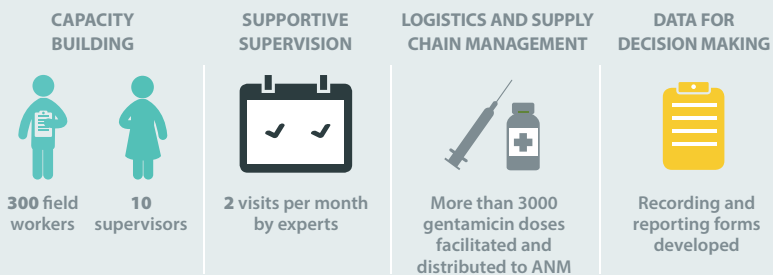 CAPACITY
BUILDING
300 field
workers
10
supervisors
SUPPORTIVE
SUPERVISION
2 visits per month
by experts
LOGISTICS AND SUPPLY
CHAIN MANAGEMENT
More than 3000
gentamicin doses
facilitated and
distributed to ANM
DATA FOR
DECISION MAKING
Recording and
reporting forms
developed